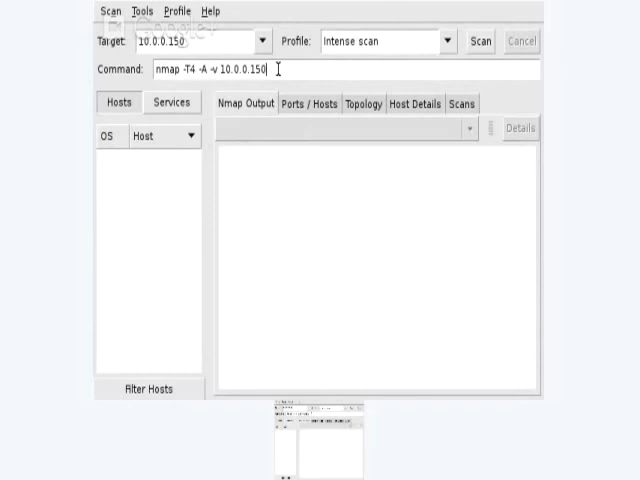 Scan Tools Profile Help
Google+
Target: 10.0.0.150 Profile: Intense scan Scan Cancel
Command: nmap -T4 -A -v 10.0.0.150
Hosts Services Nmap Output Ports / Hosts Topology Host Details Scans
Details
OS Host
Filter Hosts